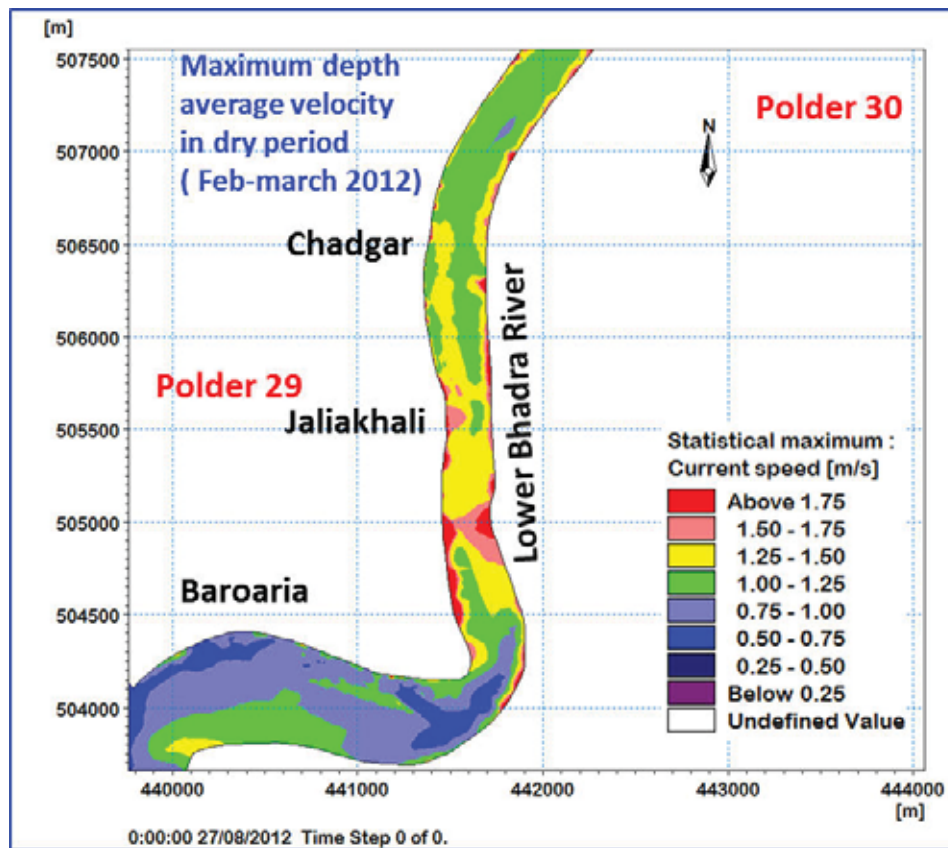 [m]
507500
507000
506500
506000
505500
505000
504500
504000
Maximum depth
average velocity
in dry period
( Feb-march 2012)
Polder 30
N
Chadgar
Polder 29
Jaliakhali
Lower Bhadra River
Baroaria
Statistical maximum :
Current speed [m/s]
Above 1.75
1.50 - 1.75
1.25 - 1.50
1.00 - 1.25
0.75 - 1.00
0.50 - 0.75
0.25 - 0.50
Below 0.25
Undefined Value
440000 441000 442000 443000 444000
[m]
0:00:00 27/08/2012 Time Step 0 of 0.